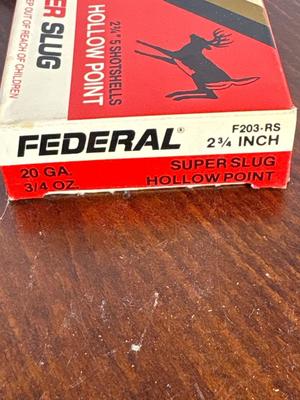 ER SLUG
HOLLOW POINT
2¾" 5 SHOTSHELLS
EEP OUT OF REACH OF CHILDREN
FEDERAL®
F203-RS
2¾ INCH
20 GA.
3/4 OZ.
SUPER SLUG
HOLLOW POINT